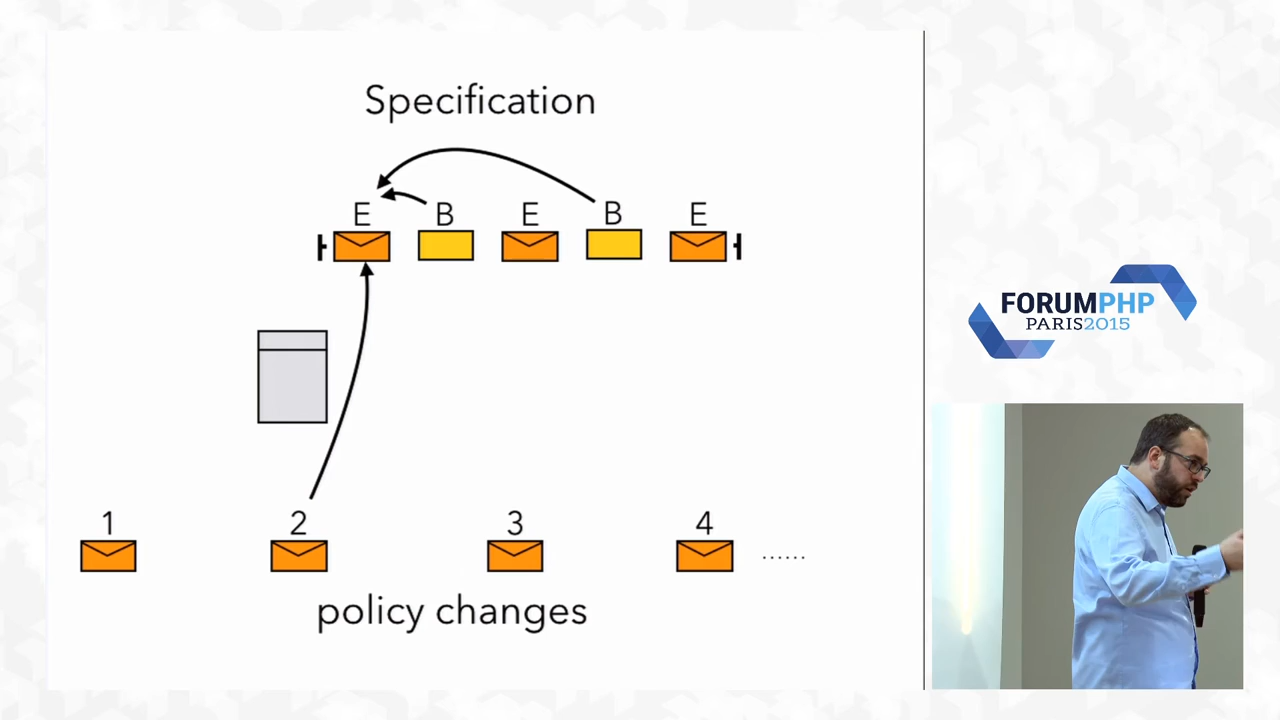 Specification
E B E B E
1 2 3 4 ......
policy changes
FORUMPHP
PARIS2015